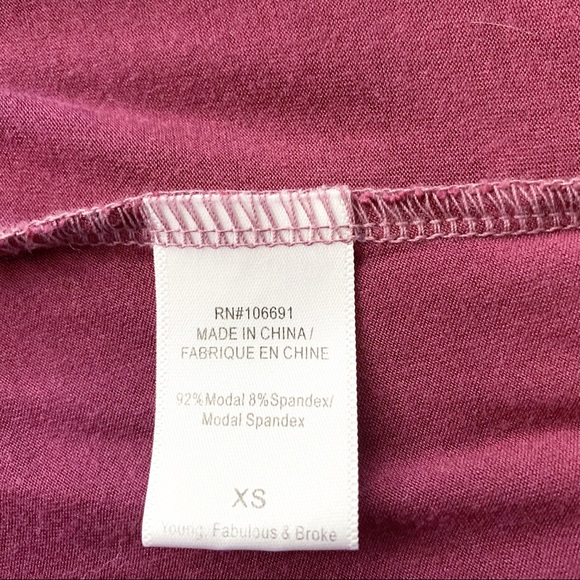 RN#106691
MADE IN CHINA/
FABRIQUE EN CHINE
92%Modal 8%Spandex/
Modal Spandex
XS
Young, Fabulous & Broke